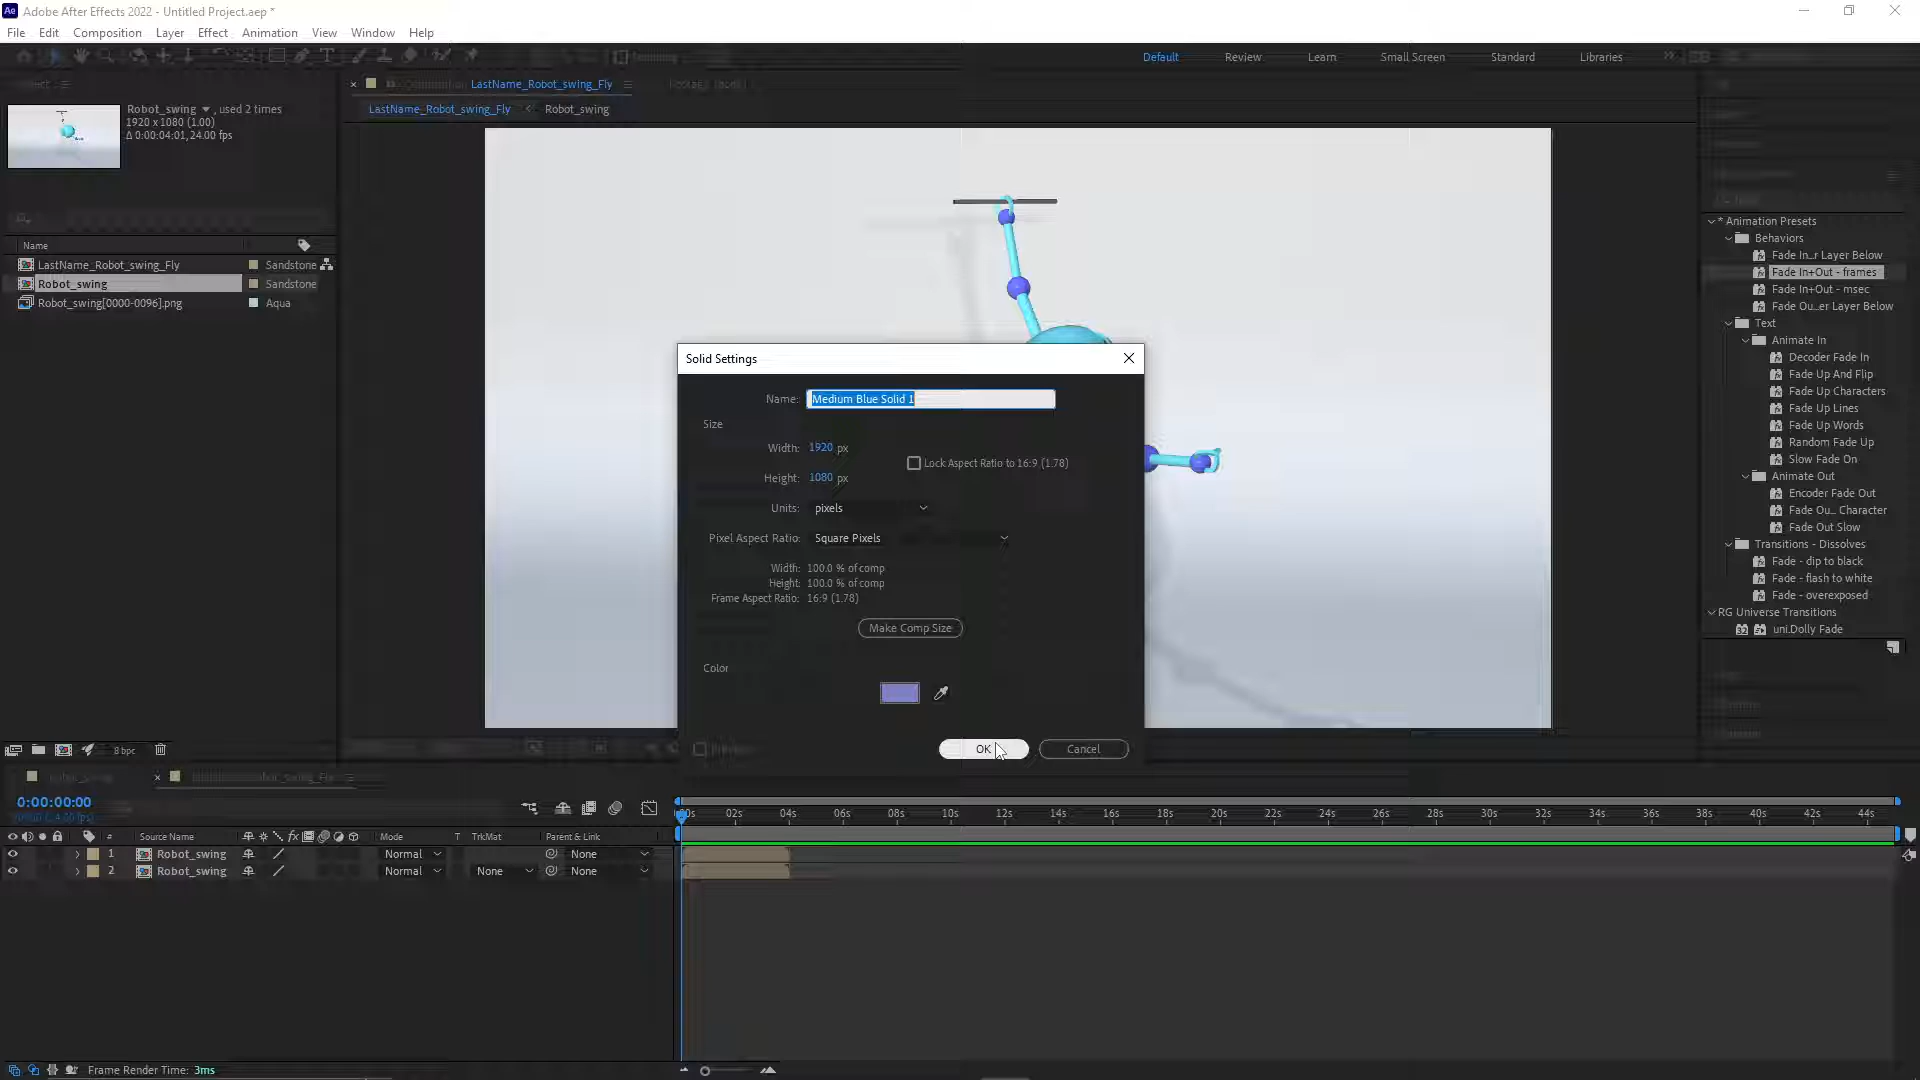 Adobe After Effects 2022 - Untitled Project.aep *
File Edit Composition Layer Effect Animation View Window Help
Default Review Learn Small Screen Standard Libraries
LastName_Robot_swing_Fly
LastName_Robot_swing_Fly Robot_swing
Robot_swing , used 2 times
1920 x 1080 (1.00)
Δ 0:00:04:01, 24.00 fps
Name
LastName_Robot_swing_Fly Sandstone
Robot_swing Sandstone
Robot_swing[0000-0096].png Aqua
8 bpc
Solid Settings
Name: Medium Blue Solid 1
Size
Width: 1920 px
Lock Aspect Ratio to 16:9 (1.78)
Height: 1080 px
Units: pixels
Pixel Aspect Ratio: Square Pixels
Width: 100.0 % of comp
Height: 100.0 % of comp
Frame Aspect Ratio: 16:9 (1.78)
Make Comp Size
Color
OK Cancel
* Animation Presets
Behaviors
Fade In...r Layer Below
Fade In+Out - frames
Fade In+Out - msec
Fade Ou...er Layer Below
Text
Animate In
Decoder Fade In
Fade Up And Flip
Fade Up Characters
Fade Up Lines
Fade Up Words
Random Fade Up
Slow Fade On
Animate Out
Encoder Fade Out
Fade Ou... Character
Fade Out Slow
Transitions - Dissolves
Fade - dip to black
Fade - flash to white
Fade - overexposed
RG Universe Transitions
32 uni.Dolly Fade
0:00:00:00
# Source Name fx Mode T TrkMat Parent & Link
02s 04s 06s 08s 10s 12s 14s 16s 18s 20s 22s 24s 26s 28s 30s 32s 34s 36s 38s 40s 42s 44s
1 Robot_swing Normal None
2 Robot_swing Normal None None
Frame Render Time: 3ms